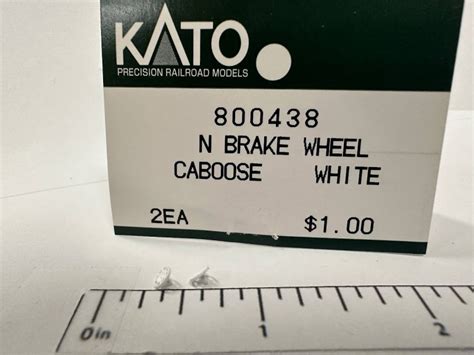 KATO
PRECISION RAILROAD MODELS
800438
N BRAKE WHEEL
CABOOSE WHITE
2EA $1.00
0in 1 2